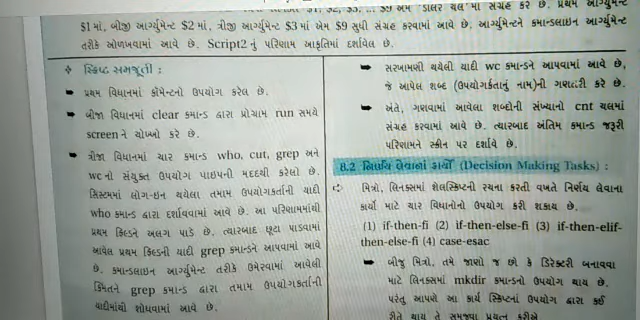 $1 માં, બીજી આર્ગ્યુમેન્ટ $2 માં, ત્રીજી આર્ગ્યુમેન્ટ $3 માં એમ $9 સુધી સંગ્રહ કરવામાં આવે છે. આર્ગ્યુમેન્ટને કમાન્ડલાઇન આર્ગ્યુમેન્ટ
તરીકે ઓળખવામાં આવે છે. Script2 નું પરિણામ આકૃતિમાં દર્શાવેલ છે.
❖ સ્ક્રિપ્ટ સમજૂતી :
➡ પ્રથમ વિધાનમાં કૉમેન્ટનો ઉપયોગ કરેલ છે.
➡ બીજા વિધાનમાં clear કમાન્ડ દ્વારા પ્રોગ્રામ run સમયે
screen ને ચોખ્ખો કરે છે.
➡ ત્રીજા વિધાનમાં ચાર કમાન્ડ who, cut, grep અને
wc નો સંયુક્ત ઉપયોગ પાઇપની મદદથી કરેલો છે.
સિસ્ટમમાં લોગ-ઇન થયેલા તમામ ઉપયોગકર્તાની યાદી
who કમાન્ડ દ્વારા દર્શાવવામાં આવે છે. આ પરિણામમાંથી
પ્રથમ ફિલ્ડને અલગ પાડે છે. ત્યારબાદ છૂટા પાડવામાં
આવેલ પ્રથમ ફિલ્ડની યાદી grep કમાન્ડને આપવામાં આવે
છે. કમાન્ડલાઇન આર્ગ્યુમેન્ટ તરીકે ઉમેરવામાં આવેલી
કિંમતને grep કમાન્ડ દ્વારા તમામ ઉપયોગકર્તાની
યાદીમાંથી શોધવામાં આવે છે.
➡ સરખામણી થયેલી યાદી wc કમાન્ડને આપવામાં આવે છે,
જે આપેલ શબ્દ (ઉપયોગકર્તાનું નામ)ની ગણતરી કરે છે.
➡ અંતે, ગણવામાં આવેલા શબ્દોની સંખ્યાનો cnt ચલમાં
સંગ્રહ કરવામાં આવે છે. ત્યારબાદ અંતિમ કમાન્ડ જરૂરી
પરિણામને સ્ક્રીન પર દર્શાવે છે.
8.2 નિર્ણય લેવાનાં કાર્યો (Decision Making Tasks) :
⇨ મિત્રો, લિનક્સમાં શેલસ્ક્રિપ્ટની રચના કરતી વખતે નિર્ણય લેવાના
કાર્યો માટે ચાર વિધાનોનો ઉપયોગ કરી શકાય છે.
(1) if-then-fi (2) if-then-else-fi (3) if-then-elif-
then-else-fi (4) case-esac
➡ બીજુ મિત્રો, તમે જાણો જ છો કે ડિરેક્ટરી બનાવવા
માટે લિનક્સમાં mkdir કમાન્ડનો ઉપયોગ થાય છે.
પરંતુ આપણે આ કાર્ય સ્ક્રિપ્ટનાં ઉપયોગ દ્વારા કઈ
રીતે થાય તે સમજવા પ્રયત્ન કરીએ